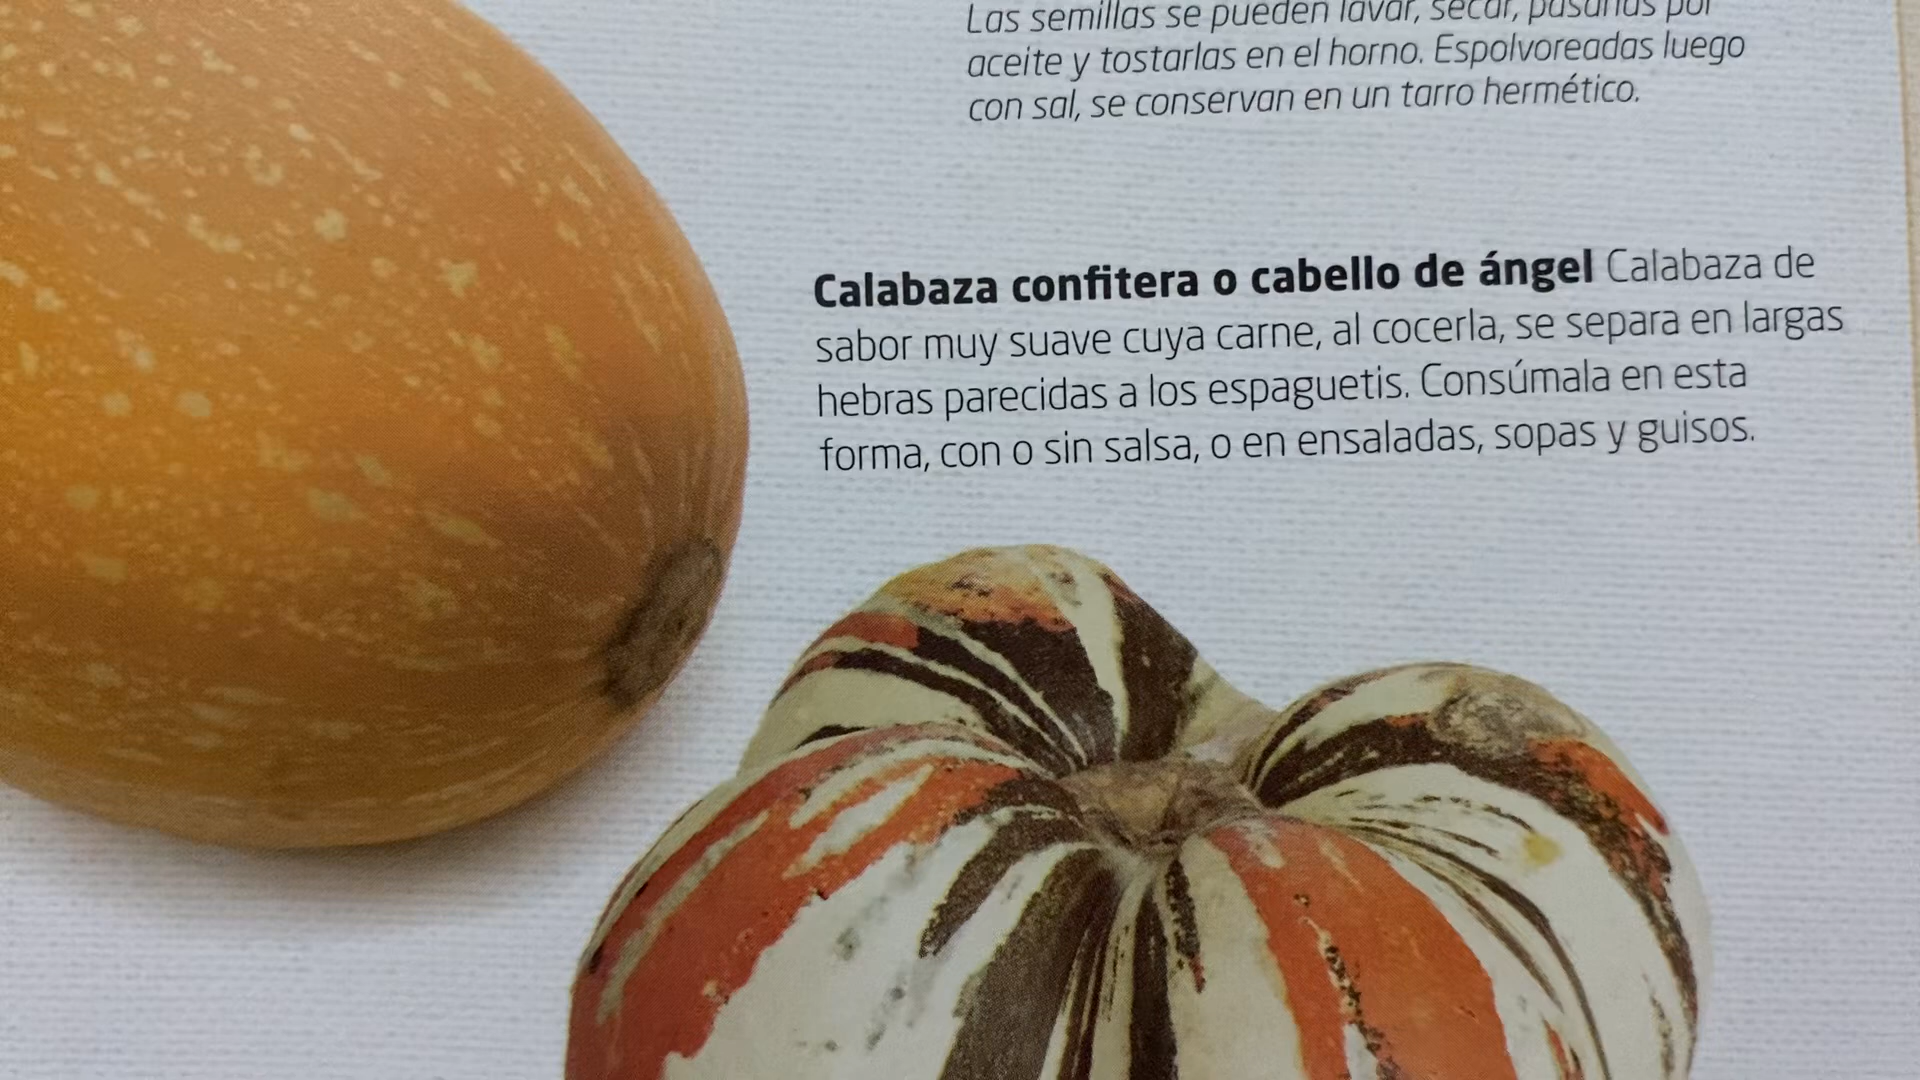 Las semillas se pueden lavar, secar, pasarlas por
aceite y tostarlas en el horno. Espolvoreadas luego
con sal, se conservan en un tarro hermético.
Calabaza confitera o cabello de ángel Calabaza de
sabor muy suave cuya carne, al cocerla, se separa en largas
hebras parecidas a los espaguetis. Consúmala en esta
forma, con o sin salsa, o en ensaladas, sopas y guisos.